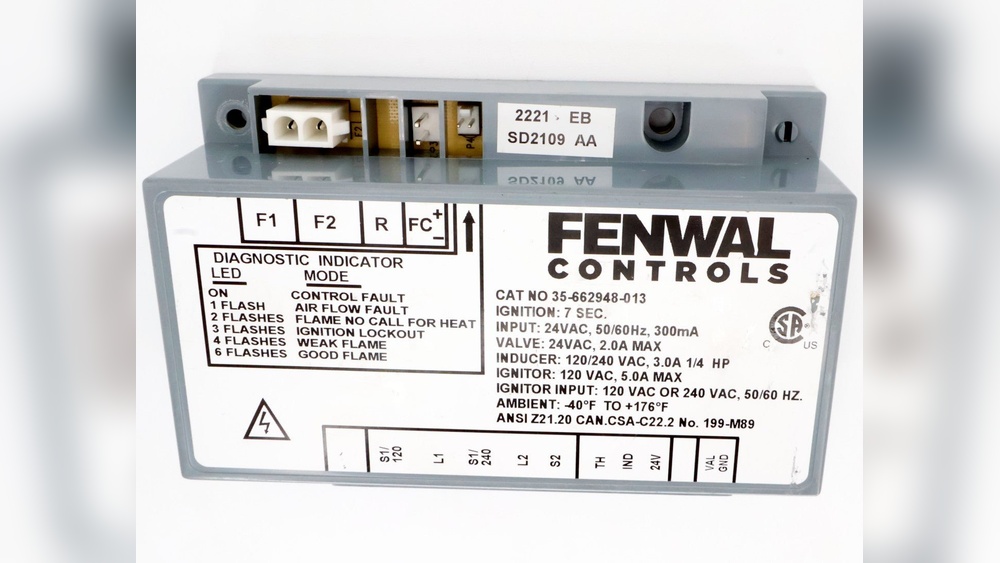 2221 EB
SD2109 AA
F2
P3
P4
F1 F2 R FC + −
DIAGNOSTIC INDICATOR
LED MODE
ON CONTROL FAULT
1 FLASH AIR FLOW FAULT
2 FLASHES FLAME NO CALL FOR HEAT
3 FLASHES IGNITION LOCKOUT
4 FLASHES WEAK FLAME
6 FLASHES GOOD FLAME
FENWAL
CONTROLS
CAT NO 35-662948-013
IGNITION: 7 SEC.
INPUT: 24VAC, 50/60Hz, 300mA
VALVE: 24VAC, 2.0A MAX
INDUCER: 120/240 VAC, 3.0A 1/4 HP
IGNITOR: 120 VAC, 5.0A MAX
IGNITOR INPUT: 120 VAC OR 240 VAC, 50/60 HZ.
AMBIENT: -40°F TO +176°F
ANSI Z21.20 CAN.CSA-C22.2 No. 199-M89
CSA
C US
S1/120 L1 S1/240 L2 S2 TH IND 24V VAL GND